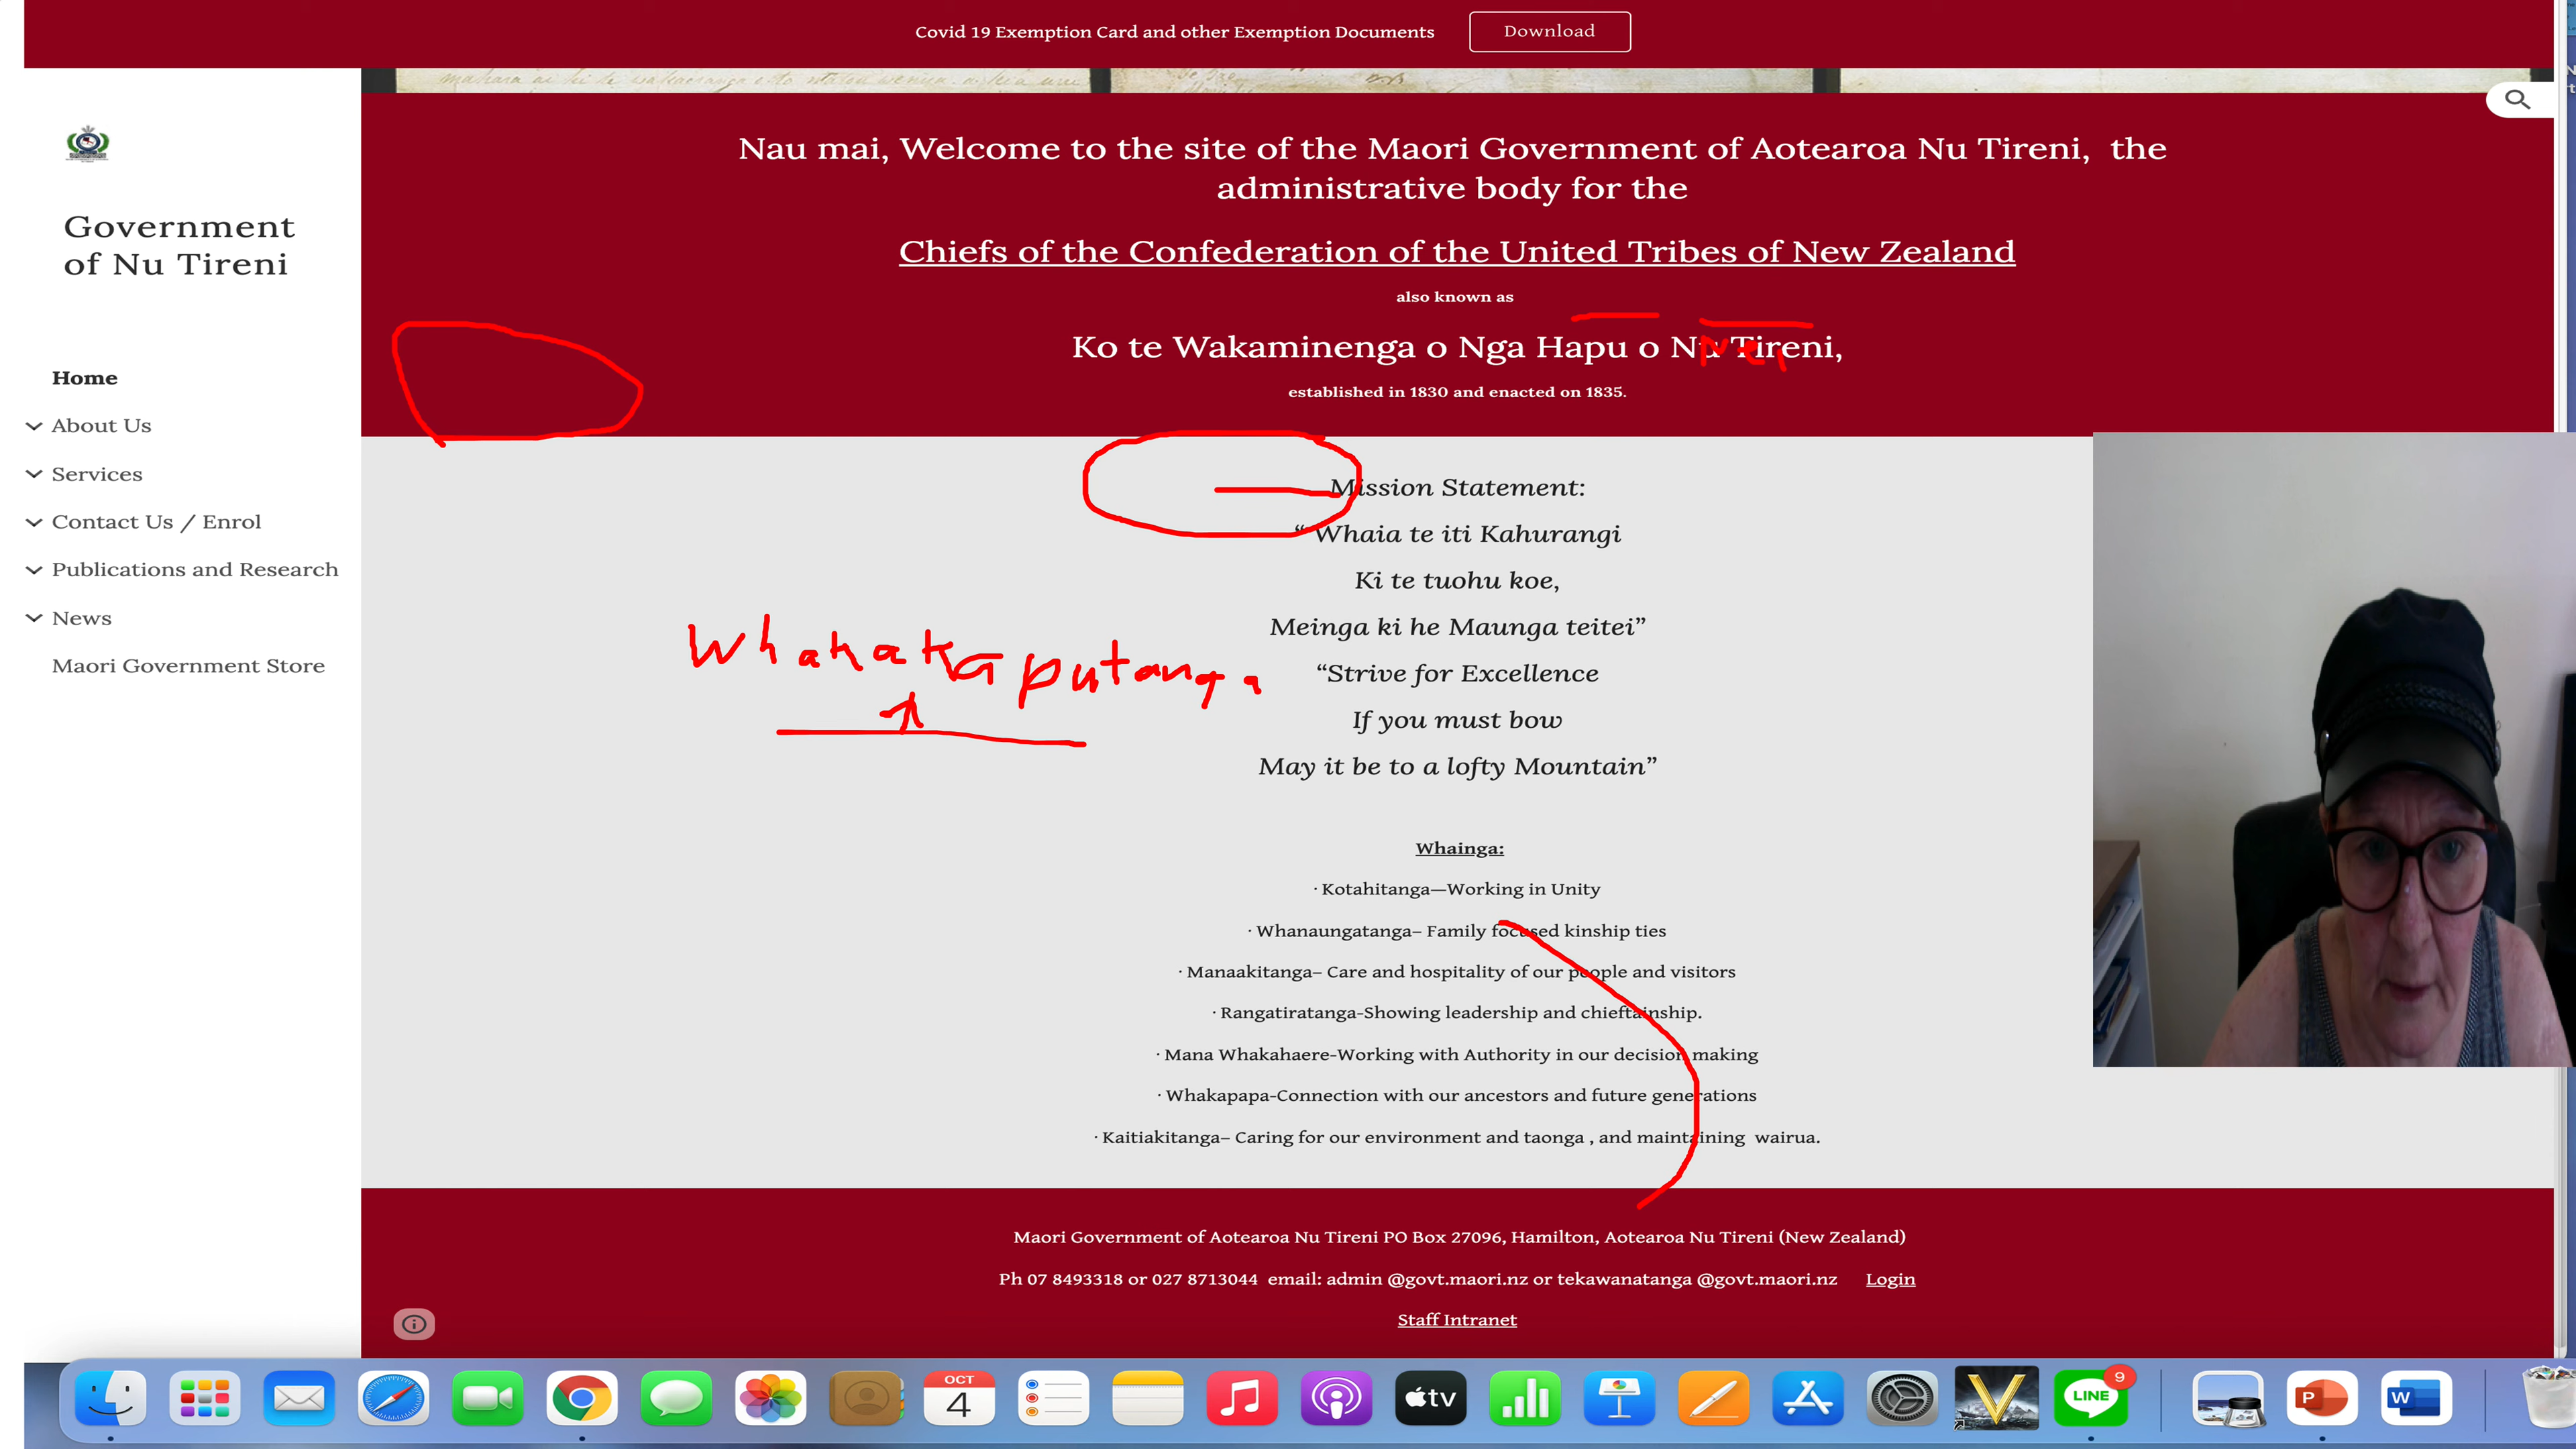 Covid 19 Exemption Card and other Exemption Documents
Download
Government
of Nu Tireni
Home
About Us
Services
Contact Us / Enrol
Publications and Research
News
Maori Government Store
Nau mai, Welcome to the site of the Maori Government of Aotearoa Nu Tireni, the
administrative body for the
Chiefs of the Confederation of the United Tribes of New Zealand
also known as
Ko te Wakaminenga o Nga Hapu o Nu Tireni,
established in 1830 and enacted on 1835.
Mission Statement:
“Whaia te iti Kahurangi
Ki te tuohu koe,
Meinga ki he Maunga teitei”
“Strive for Excellence
If you must bow
May it be to a lofty Mountain”
Whahakaputanga
Whainga:
· Kotahitanga—Working in Unity
· Whanaungatanga– Family focused kinship ties
· Manaakitanga– Care and hospitality of our people and visitors
· Rangatiratanga-Showing leadership and chieftainship.
· Mana Whakahaere-Working with Authority in our decision making
· Whakapapa-Connection with our ancestors and future generations
· Kaitiakitanga– Caring for our environment and taonga , and maintaining wairua.
Maori Government of Aotearoa Nu Tireni PO Box 27096, Hamilton, Aotearoa Nu Tireni (New Zealand)
Ph 07 8493318 or 027 8713044 email: admin @govt.maori.nz or tekawanatanga @govt.maori.nz Login
Staff Intranet
OCT
4
tv
LINE
9
P
W